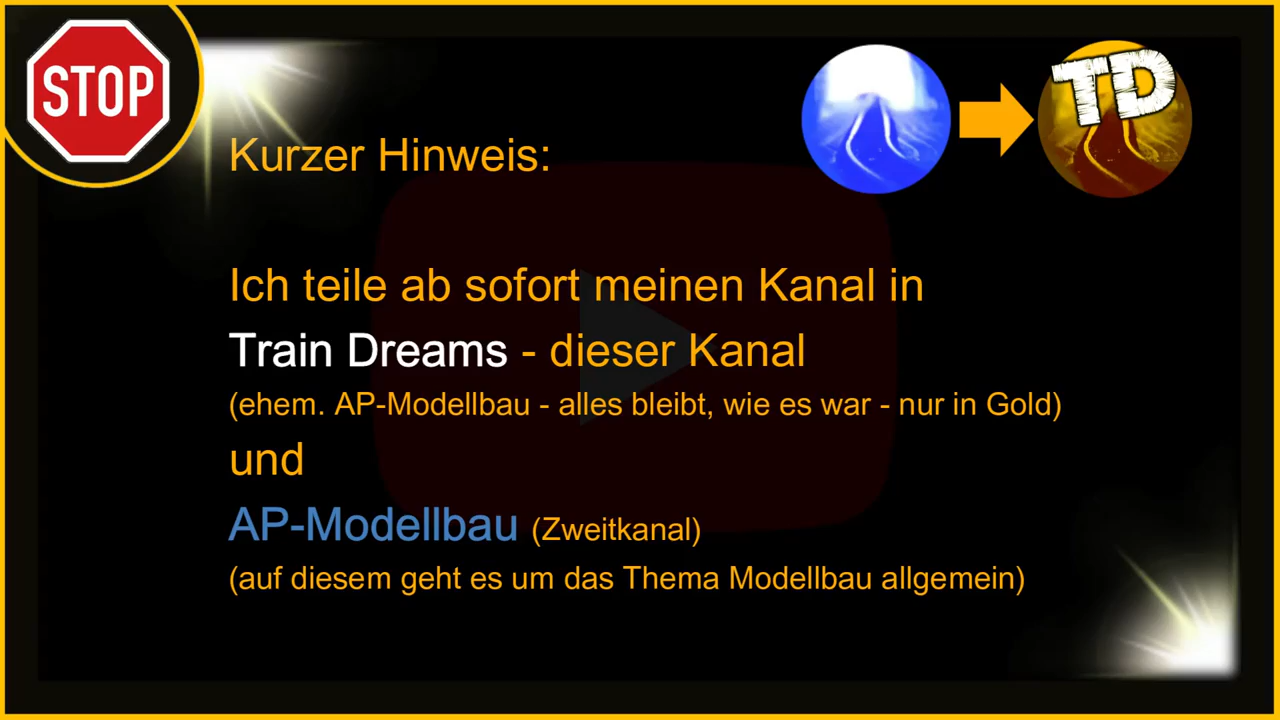 STOP
TD
Kurzer Hinweis:
Ich teile ab sofort meinen Kanal in
Train Dreams - dieser Kanal
(ehem. AP-Modellbau - alles bleibt, wie es war - nur in Gold)
und
AP-Modellbau (Zweitkanal)
(auf diesem geht es um das Thema Modellbau allgemein)